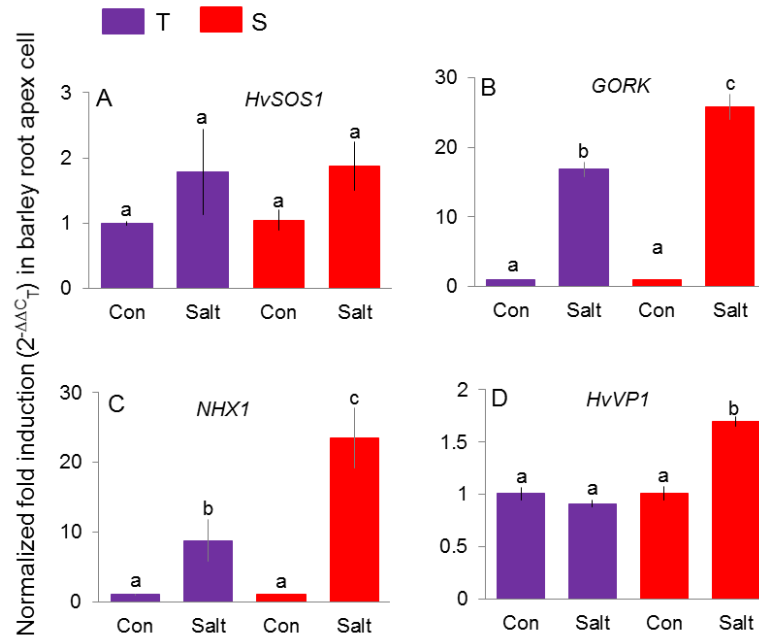 T S
Normalized fold induction (2-ΔΔCT) in barley root apex cell
A HvSOS1
3
2
1
0
a
a
a
a
Con Salt Con Salt
B GORK
30
20
10
0
a
b
a
c
Con Salt Con Salt
C NHX1
30
20
10
0
a
b
a
c
Con Salt Con Salt
D HvVP1
2
1.5
1
0.5
0
a
a
a
b
Con Salt Con Salt